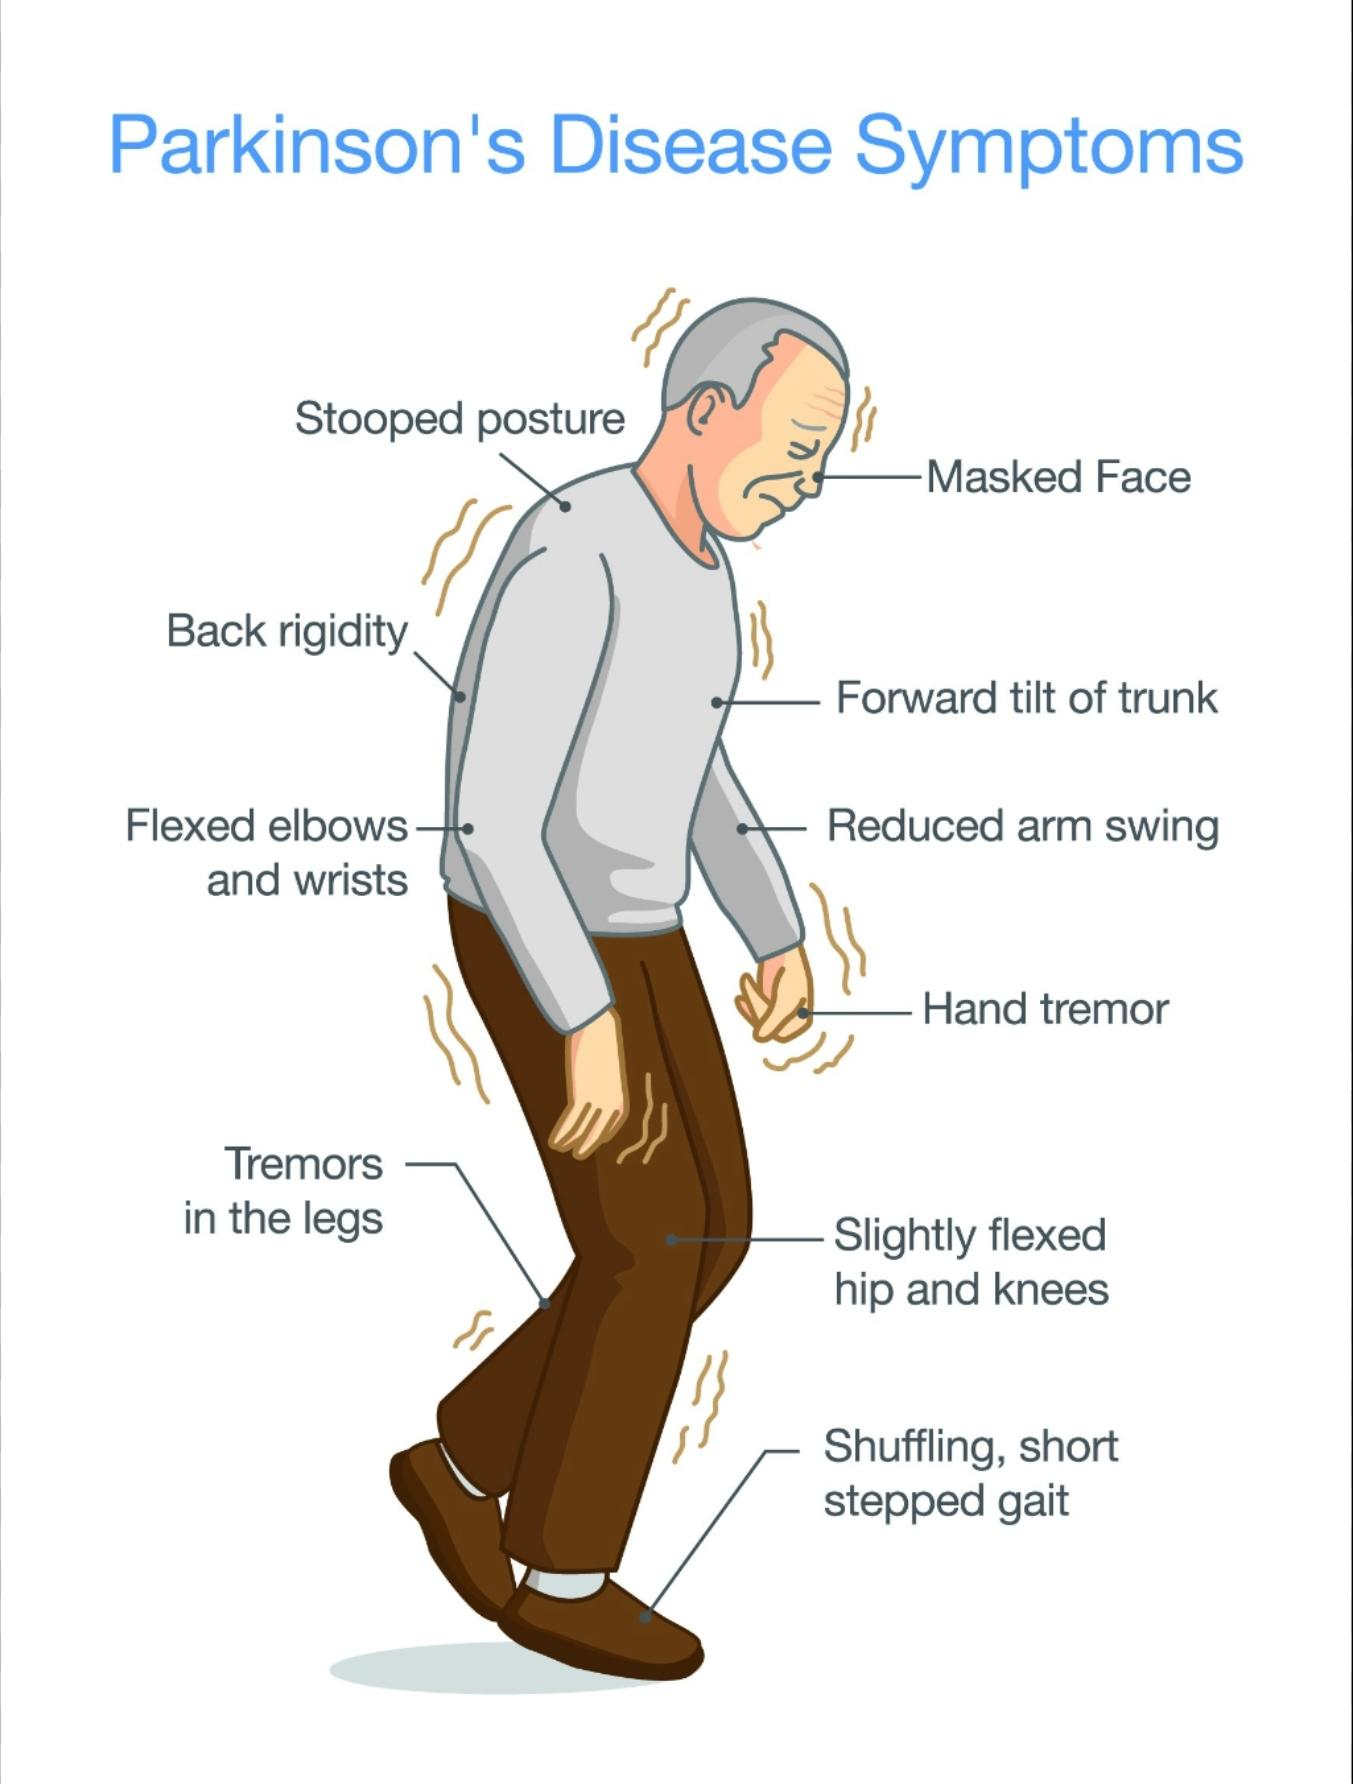 Parkinson's Disease Symptoms
Stooped posture
Masked Face
Back rigidity
Forward tilt of trunk
Flexed elbows
and wrists
Reduced arm swing
Hand tremor
Tremors
in the legs
Slightly flexed
hip and knees
Shuffling, short
stepped gait